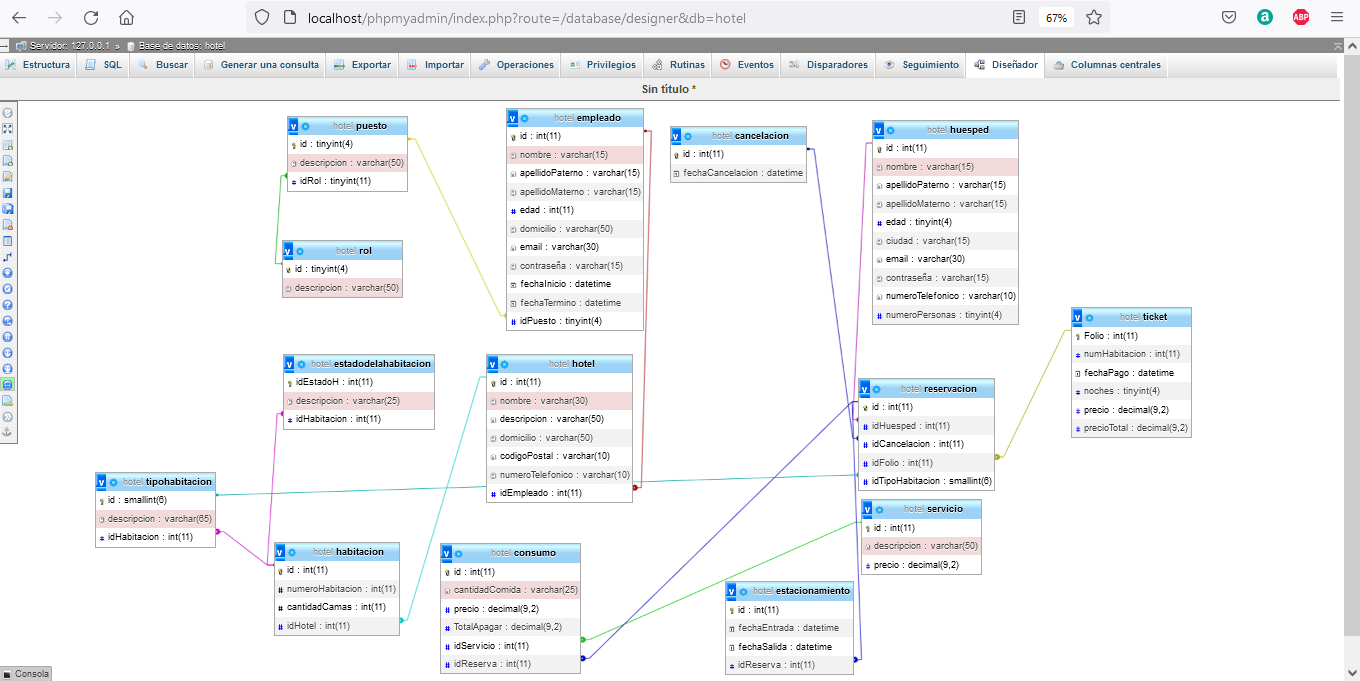 localhost/phpmyadmin/index.php?route=/database/designer&db=hotel
67%
ABP
Servidor: 127.0.0.1 » Base de datos: hotel
Estructura SQL Buscar Generar una consulta Exportar Importar Operaciones Privilegios Rutinas Eventos Disparadores Seguimiento Diseñador Columnas centrales
Sin título *
hotel puesto
id : tinyint(4)
descripcion : varchar(50)
idRol : tinyint(11)
hotel rol
id : tinyint(4)
descripcion : varchar(50)
hotel empleado
id : int(11)
nombre : varchar(15)
apellidoPaterno : varchar(15)
apellidoMaterno : varchar(15)
edad : int(11)
domicilio : varchar(50)
email : varchar(30)
contraseña : varchar(15)
fechaInicio : datetime
fechaTermino : datetime
idPuesto : tinyint(4)
hotel cancelacion
id : int(11)
fechaCancelacion : datetime
hotel huesped
id : int(11)
nombre : varchar(15)
apellidoPaterno : varchar(15)
apellidoMaterno : varchar(15)
edad : tinyint(4)
ciudad : varchar(15)
email : varchar(30)
contraseña : varchar(15)
numeroTelefonico : varchar(10)
numeroPersonas : tinyint(4)
hotel ticket
Folio : int(11)
numHabitacion : int(11)
fechaPago : datetime
noches : tinyint(4)
precio : decimal(9,2)
precioTotal : decimal(9,2)
hotel estadodelahabitacion
idEstadoH : int(11)
descripcion : varchar(25)
idHabitacion : int(11)
hotel hotel
id : int(11)
nombre : varchar(30)
descripcion : varchar(50)
domicilio : varchar(50)
codigoPostal : varchar(10)
numeroTelefonico : varchar(10)
idEmpleado : int(11)
hotel reservacion
id : int(11)
idHuesped : int(11)
idCancelacion : int(11)
idFolio : int(11)
idTipoHabitacion : smallint(6)
hotel tipohabitacion
id : smallint(6)
descripcion : varchar(65)
idHabitacion : int(11)
hotel servicio
id : int(11)
descripcion : varchar(50)
precio : decimal(9,2)
hotel habitacion
id : int(11)
numeroHabitacion : int(11)
cantidadCamas : int(11)
idHotel : int(11)
hotel consumo
id : int(11)
cantidadComida : varchar(25)
precio : decimal(9,2)
TotalApagar : decimal(9,2)
idServicio : int(11)
idReserva : int(11)
hotel estacionamiento
id : int(11)
fechaEntrada : datetime
fechaSalida : datetime
idReserva : int(11)
Consola